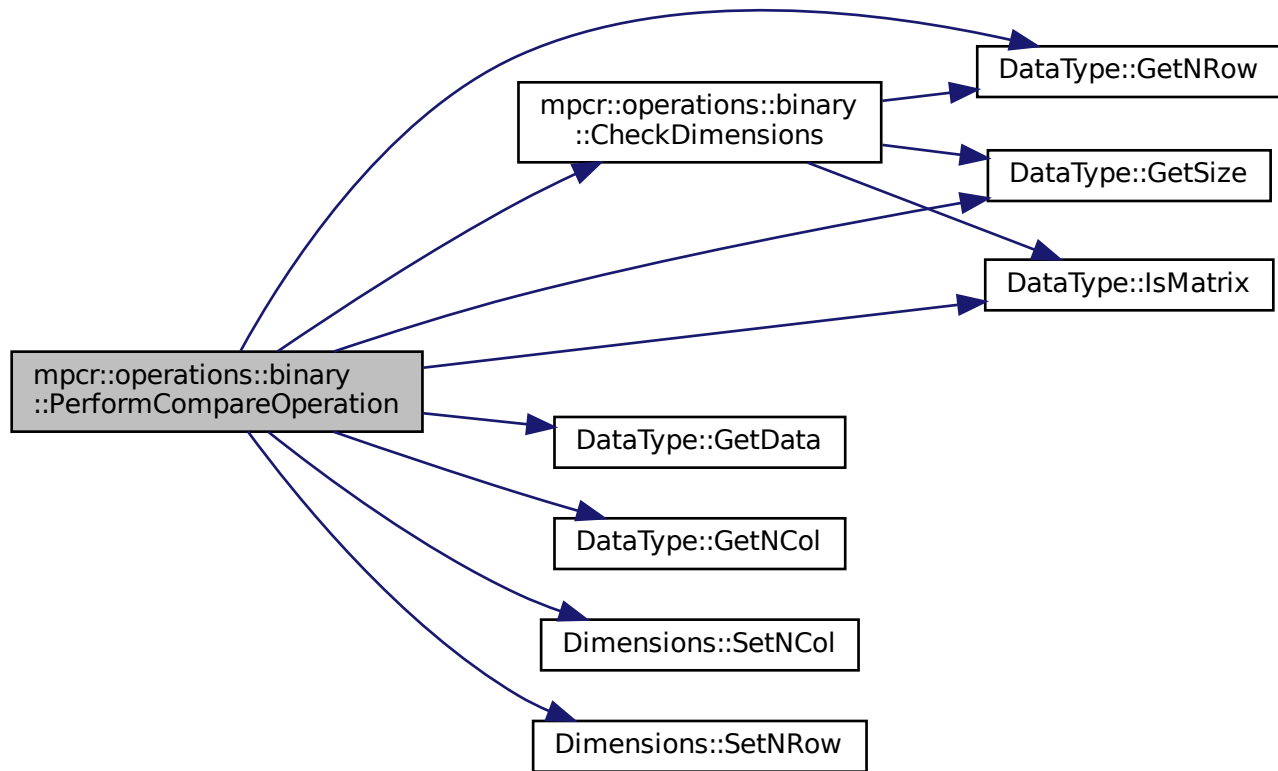 DataType::GetNRow
mpcr::operations::binary
::CheckDimensions
DataType::GetSize
DataType::IsMatrix
mpcr::operations::binary
::PerformCompareOperation
DataType::GetData
DataType::GetNCol
Dimensions::SetNCol
Dimensions::SetNRow